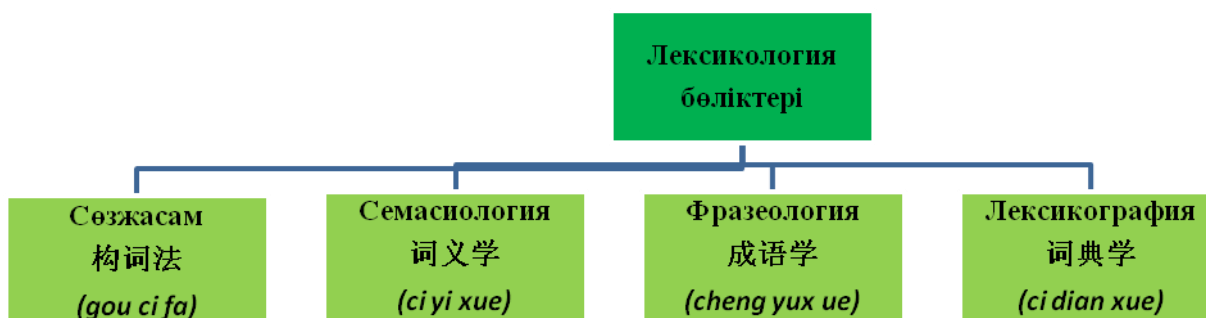 Лексикология
бөліктері
Сөзжасам
构词法
(gou ci fa)
Семасиология
词义学
(ci yi xue)
Фразеология
成语学
(cheng yux ue)
Лексикография
词典学
(ci dian xue)